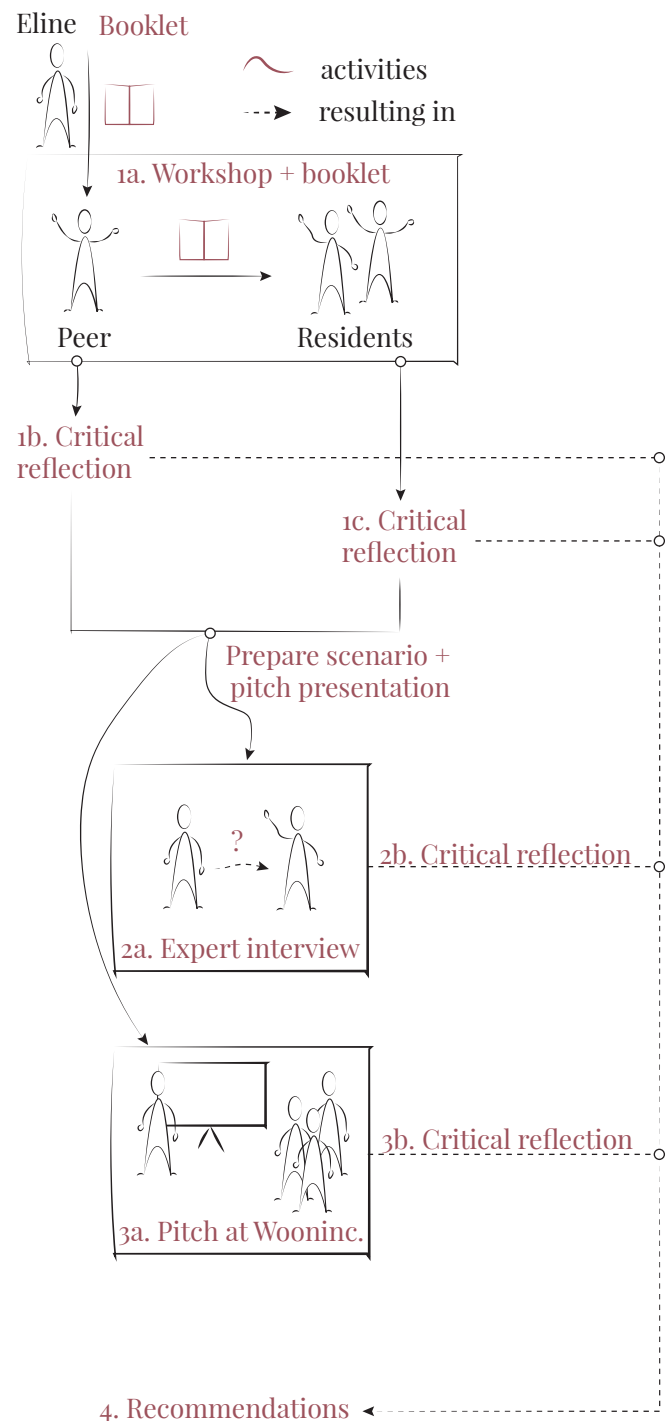 Eline
Booklet
activities
resulting in
1a. Workshop + booklet
Peer
Residents
1b. Critical
reflection
1c. Critical
reflection
Prepare scenario +
pitch presentation
?
2b. Critical reflection
2a. Expert interview
3b. Critical reflection
3a. Pitch at Wooninc.
4. Recommendations